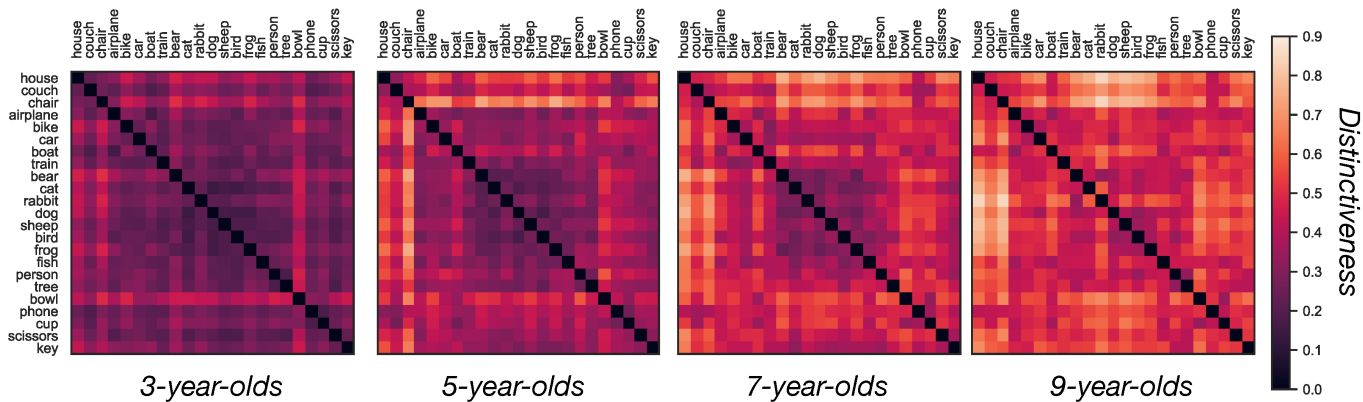 house couch chair airplane bike car boat train bear cat rabbit dog sheep bird frog fish person tree bowl phone cup scissors key
house couch chair airplane bike car boat train bear cat rabbit dog sheep bird frog fish person tree bowl phone cup scissors key
house couch chair airplane bike car boat train bear cat rabbit dog sheep bird frog fish person tree bowl phone cup scissors key
house couch chair airplane bike car boat train bear cat rabbit dog sheep bird frog fish person tree bowl phone cup scissors key
house
couch
chair
airplane
bike
car
boat
train
bear
cat
rabbit
dog
sheep
bird
frog
fish
person
tree
bowl
phone
cup
scissors
key
0.9
0.8
0.7
0.6
0.5
0.4
0.3
0.2
0.1
0.0
Distinctiveness
3-year-olds
5-year-olds
7-year-olds
9-year-olds